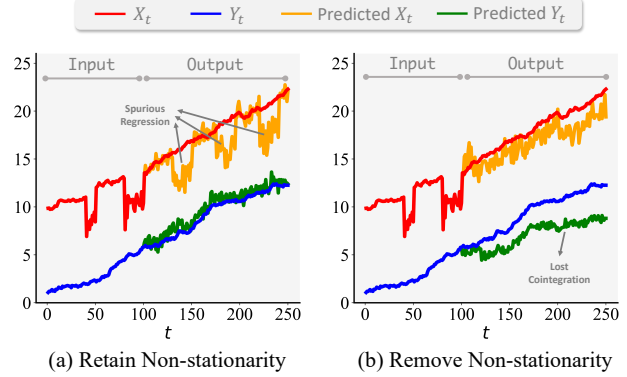 X_t Y_t Predicted X_t Predicted Y_t
25
20
15
10
5
0
Input Output
Spurious
Regression
0 50 100 150 200 250
t
(a) Retain Non-stationarity
25
20
15
10
5
0
Input Output
Lost
Cointegration
0 50 100 150 200 250
t
(b) Remove Non-stationarity